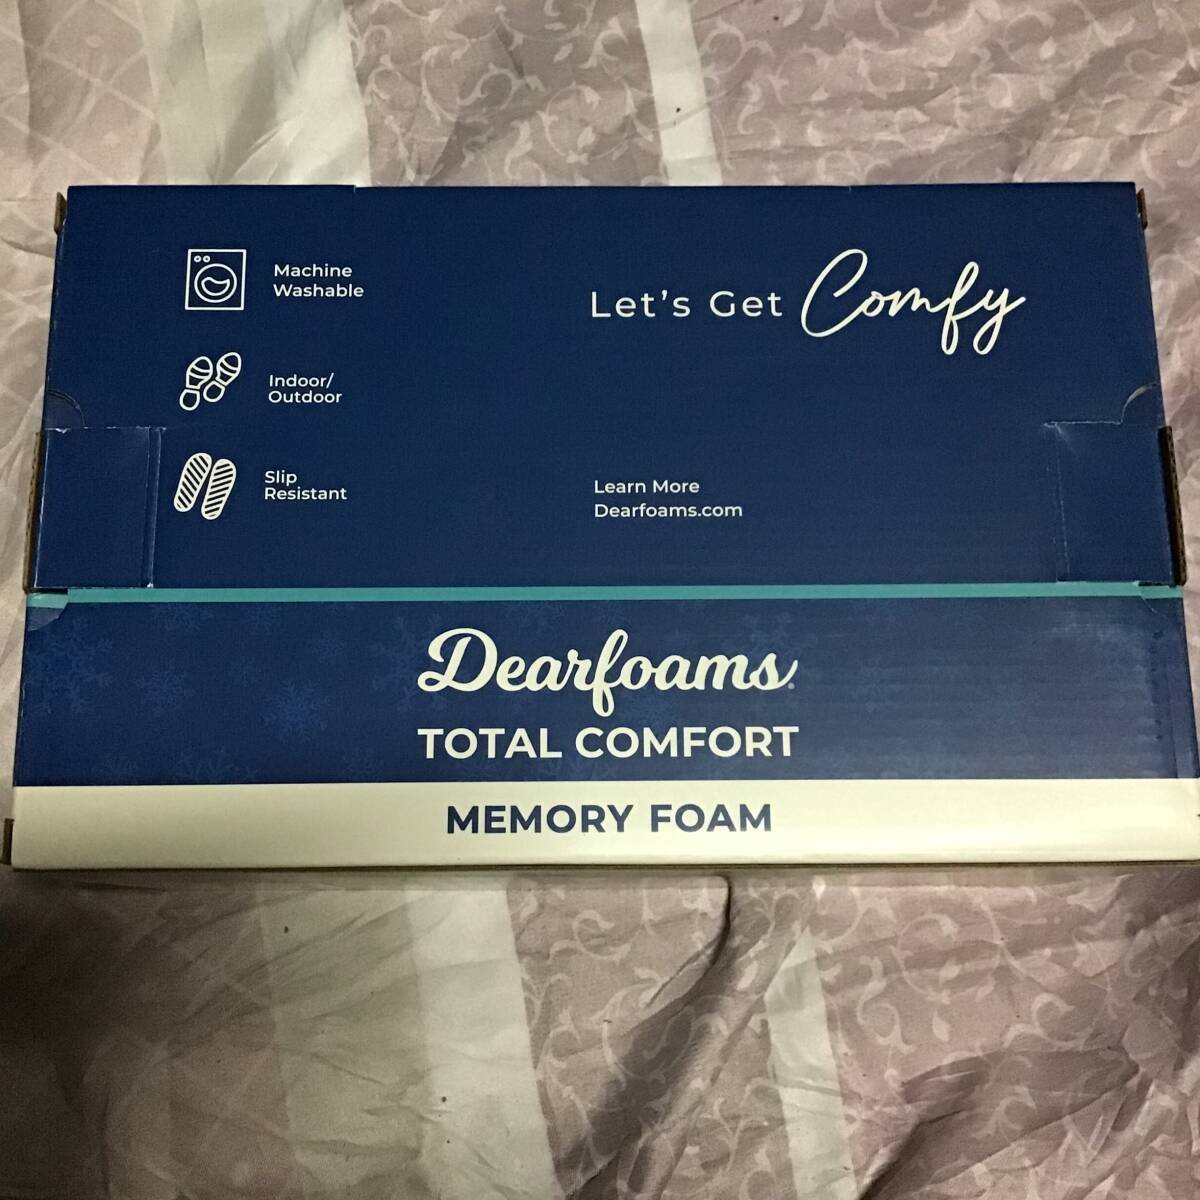 Machine
Washable
Indoor/
Outdoor
Slip
Resistant
Let's Get Comfy
Learn More
Dearfoams.com
Dearfoams®
TOTAL COMFORT
MEMORY FOAM